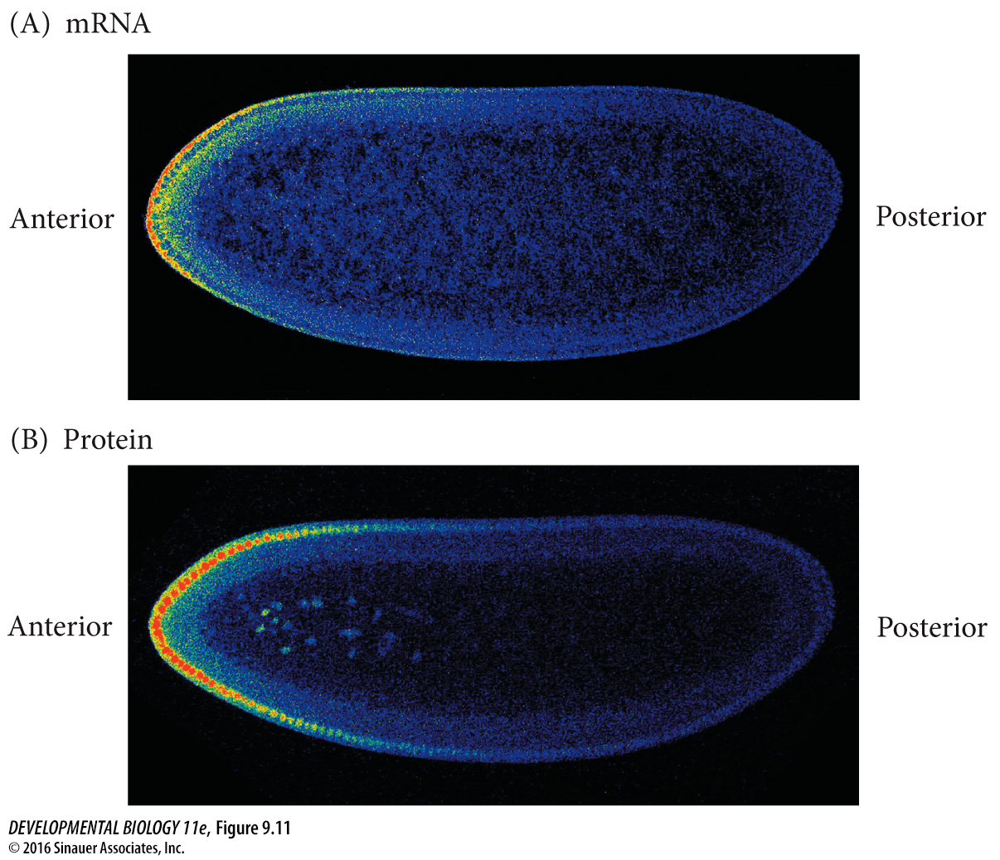 (A) mRNA
Anterior
Posterior
(B) Protein
Anterior
Posterior
DEVELOPMENTAL BIOLOGY 11e, Figure 9.11
© 2016 Sinauer Associates, Inc.